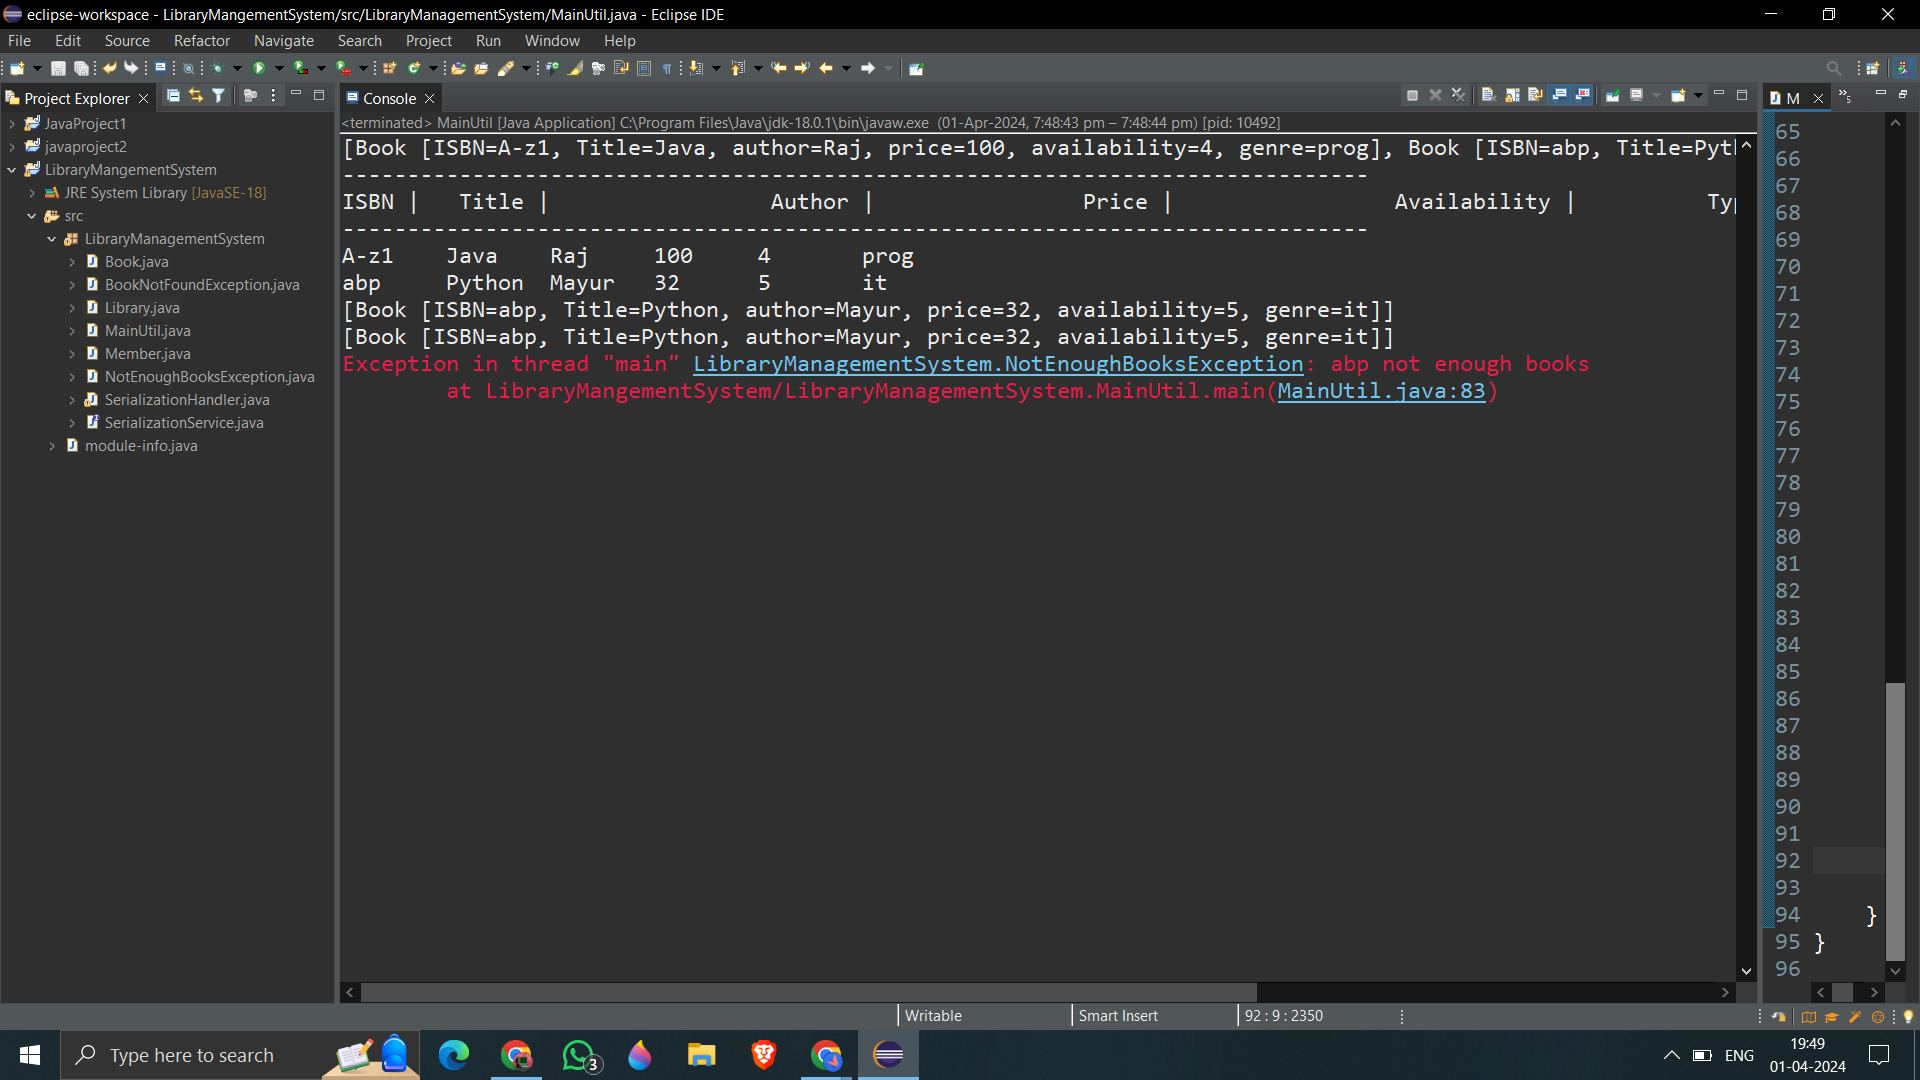 eclipse-workspace - LibraryMangementSystem/src/LibraryManagementSystem/MainUtil.java - Eclipse IDE
File Edit Source Refactor Navigate Search Project Run Window Help
Project Explorer
JavaProject1
javaproject2
LibraryMangementSystem
JRE System Library [JavaSE-18]
src
LibraryManagementSystem
Book.java
BookNotFoundException.java
Library.java
MainUtil.java
Member.java
NotEnoughBooksException.java
SerializationHandler.java
SerializationService.java
module-info.java
Console
<terminated> MainUtil [Java Application] C:\Program Files\Java\jdk-18.0.1\bin\javaw.exe (01-Apr-2024, 7:48:43 pm – 7:48:44 pm) [pid: 10492]
[Book [ISBN=A-z1, Title=Java, author=Raj, price=100, availability=4, genre=prog], Book [ISBN=abp, Title=Pyt
-------------------------------------------------------------------------------
ISBN | Title | Author | Price | Availability | Ty
-------------------------------------------------------------------------------
A-z1 Java Raj 100 4 prog
abp Python Mayur 32 5 it
[Book [ISBN=abp, Title=Python, author=Mayur, price=32, availability=5, genre=it]]
[Book [ISBN=abp, Title=Python, author=Mayur, price=32, availability=5, genre=it]]
Exception in thread "main" LibraryManagementSystem.NotEnoughBooksException: abp not enough books
at LibraryMangementSystem/LibraryManagementSystem.MainUtil.main(MainUtil.java:83)
M
5
65
66
67
68
69
70
71
72
73
74
75
76
77
78
79
80
81
82
83
84
85
86
87
88
89
90
91
92
93
94 }
95 }
96
Writable
Smart Insert
92 : 9 : 2350
Type here to search
3
ENG
19:49
01-04-2024